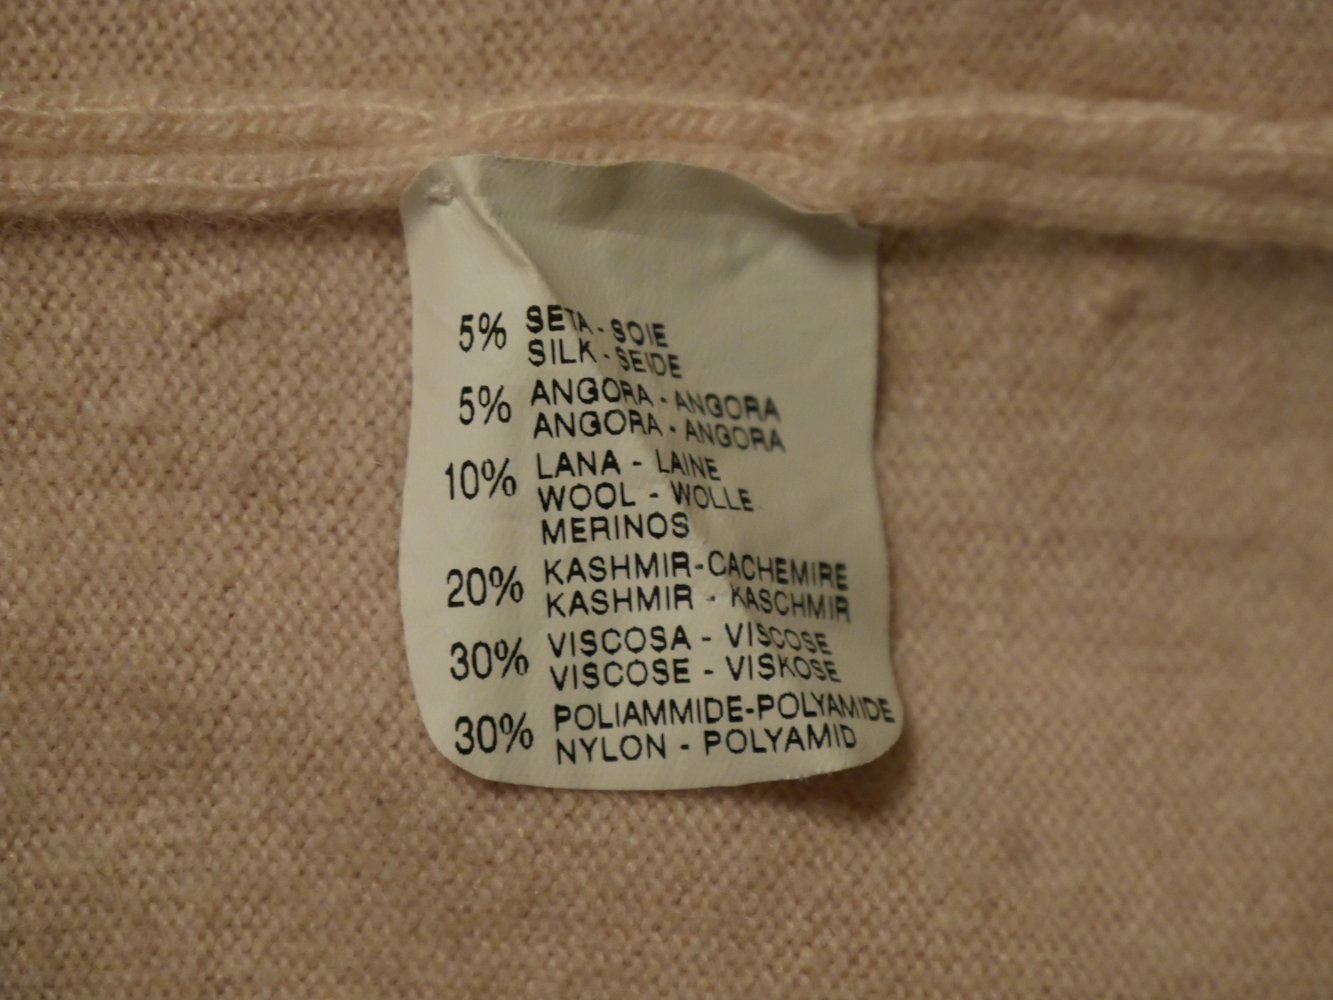 5% SETA - SOIE
SILK - SEIDE
5% ANGORA - ANGORA
ANGORA - ANGORA
10% LANA - LAINE
WOOL - WOLLE
MERINOS
20% KASHMIR-CACHEMIRE
KASHMIR - KASCHMIR
30% VISCOSA - VISCOSE
VISCOSE - VISKOSE
30% POLIAMMIDE-POLYAMIDE
NYLON - POLYAMID